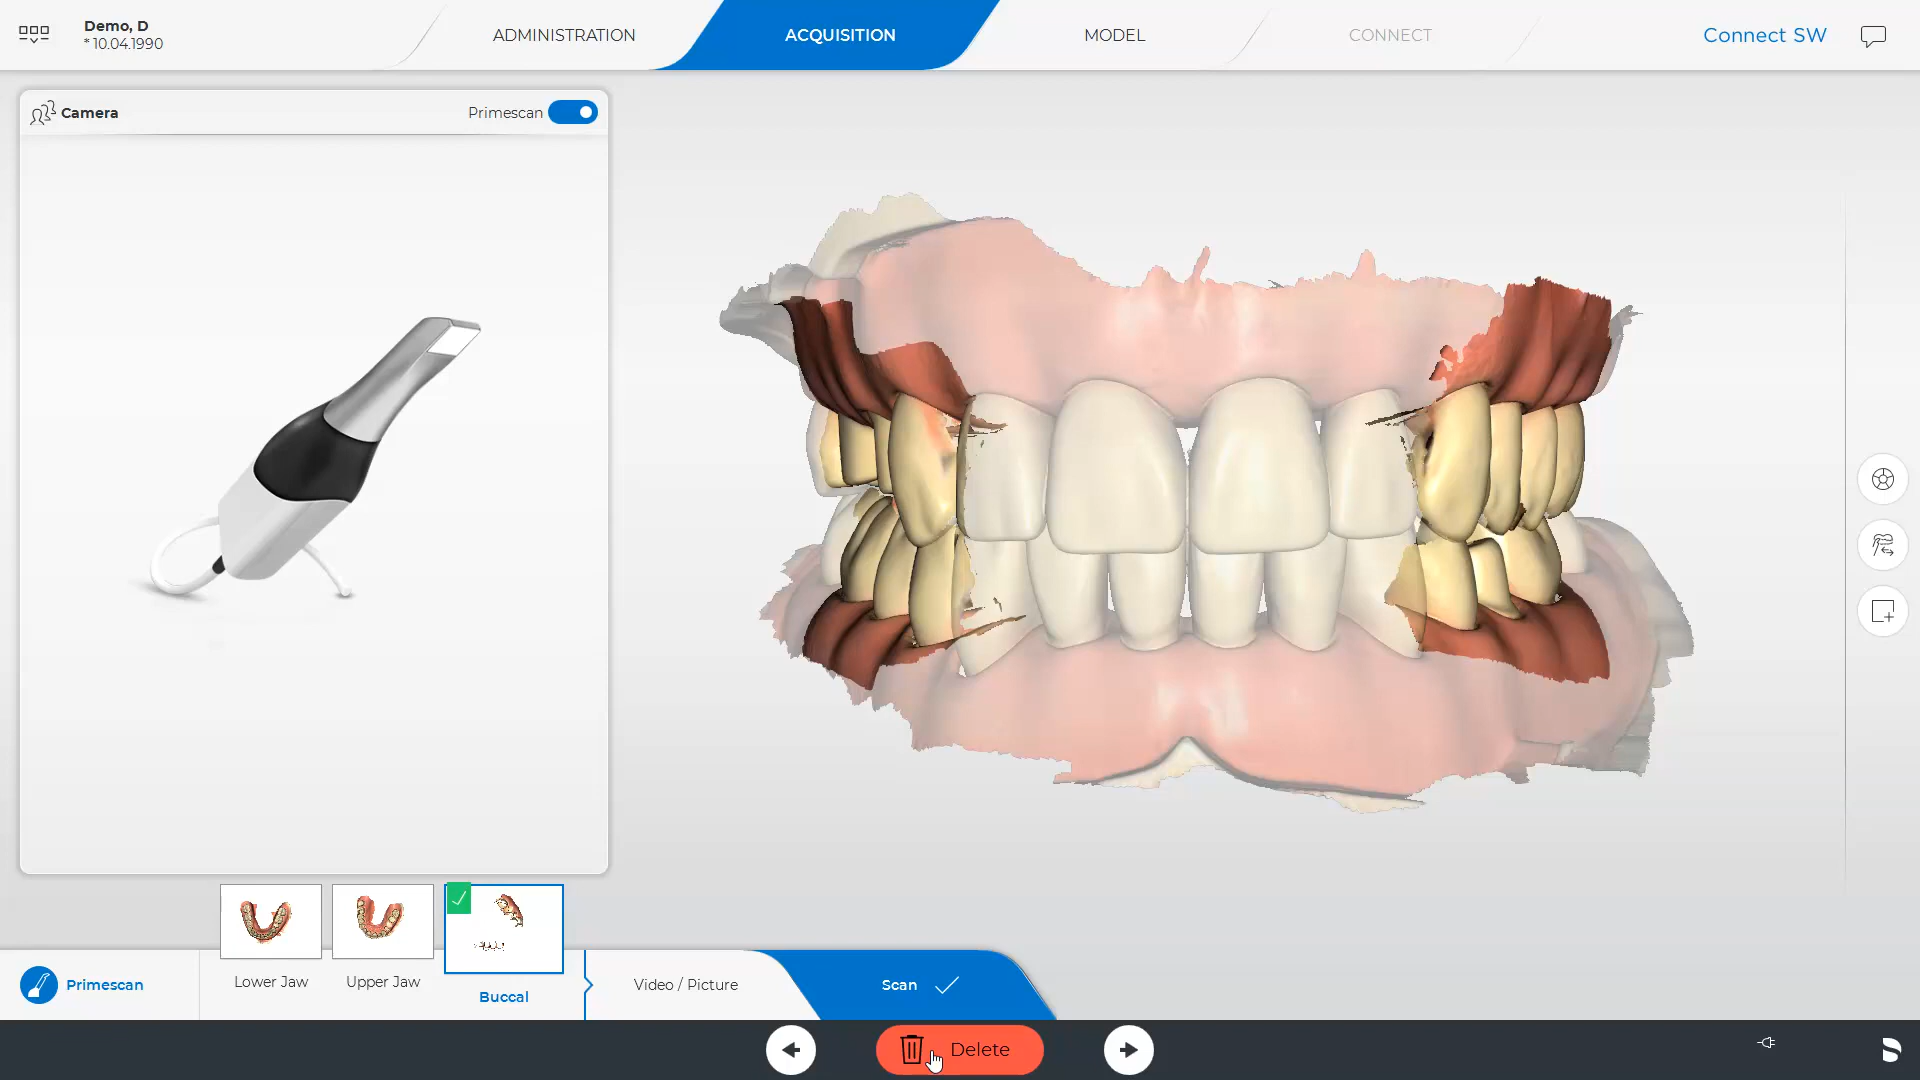 Demo, D
* 10.04.1990
ADMINISTRATION
ACQUISITION
MODEL
CONNECT
Connect SW
Camera
Primescan
Primescan
Lower Jaw
Upper Jaw
Buccal
Video / Picture
Scan
Delete